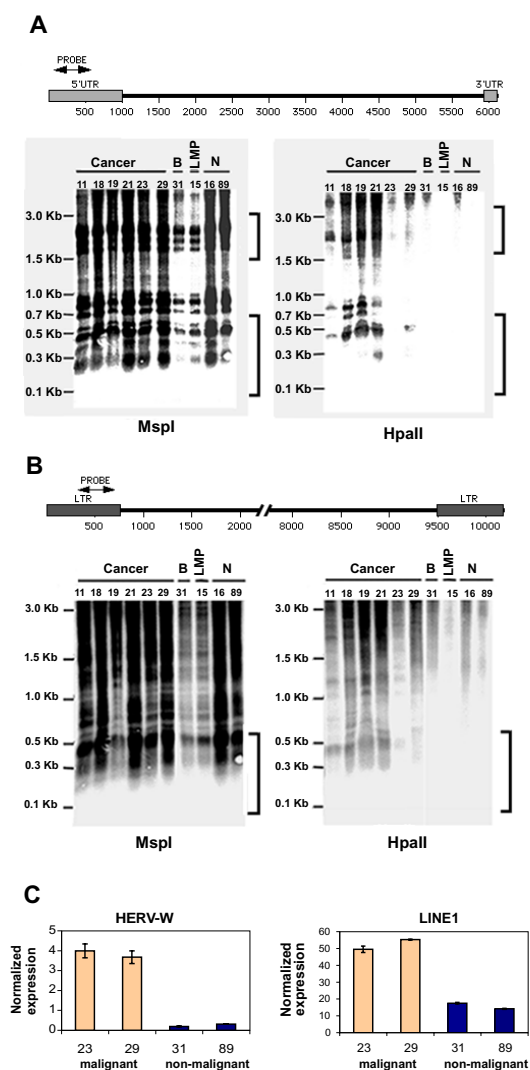 A
PROBE
5'UTR 3'UTR
500 1000 1500 2000 2500 3000 3500 4000 4500 5000 5500 6000
Cancer B LMP N
11 18 19 21 23 29 31 15 16 89
3.0 Kb
1.5 Kb
1.0 Kb
0.7 Kb
0.5 Kb
0.3 Kb
0.1 Kb
MspI
Cancer B LMP N
11 18 19 21 23 29 31 15 16 89
3.0 Kb
1.5 Kb
1.0 Kb
0.7 Kb
0.5 Kb
0.3 Kb
0.1 Kb
HpaII
B
PROBE
LTR LTR
500 1000 1500 2000 8000 8500 9000 9500 10000
Cancer B LMP N
11 18 19 21 23 29 31 15 16 89
3.0 Kb
1.5 Kb
1.0 Kb
0.5 Kb
0.3 Kb
0.1 Kb
MspI
Cancer B LMP N
11 18 19 21 23 29 31 15 16 89
3.0 Kb
1.5 Kb
1.0 Kb
0.5 Kb
0.3 Kb
0.1 Kb
HpaII
C
HERV-W
Normalized
expression
5
4
3
2
1
0
23 29 31 89
malignant non-malignant
LINE1
Normalized
expression
60
50
40
30
20
10
0
23 29 31 89
malignant non-malignant